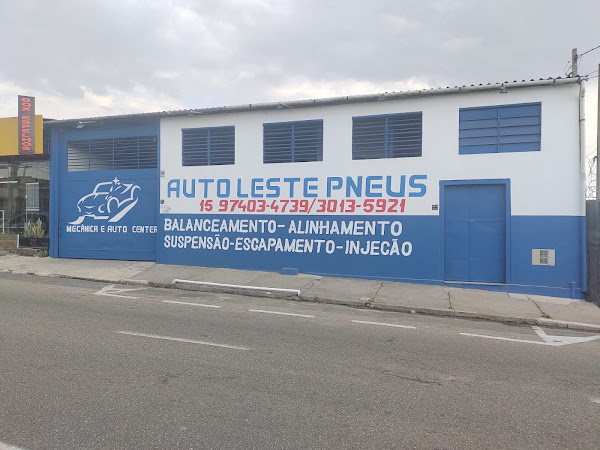 AUTO LESTE PNEUS
15 97403-4739/3013-5921
BALANCEAMENTO-ALINHAMENTO
SUSPENSÃO-ESCAPAMENTO-INJEÇÃO
MECÂNICA E AUTO CENTER